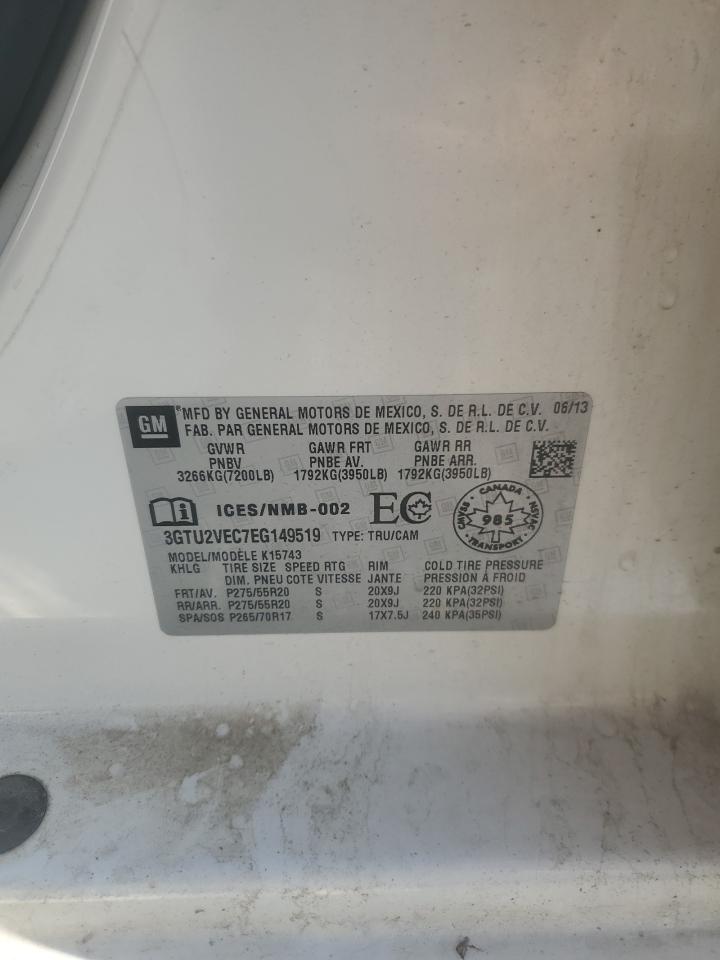 GM ®MFD BY GENERAL MOTORS DE MEXICO, S. DE R.L. DE C.V. 06/13
FAB. PAR GENERAL MOTORS DE MEXICO, S. DE R.L. DE C.V.
GVWR GAWR FRT GAWR RR
PNBV PNBE AV. PNBE ARR.
3266KG(7200LB) 1792KG(3950LB) 1792KG(3950LB)
ICES/NMB-002 EC CANADA CMVSS 985 NSVAC TRANSPORT
3GTU2VEC7EG149519 TYPE: TRU/CAM
MODEL/MODÈLE K15743
KHLG TIRE SIZE SPEED RTG RIM COLD TIRE PRESSURE
DIM. PNEU COTE VITESSE JANTE PRESSION À FROID
FRT/AV. P275/55R20 S 20X9J 220 KPA(32PSI)
RR/ARR. P275/55R20 S 20X9J 220 KPA(32PSI)
SPA/SOS P265/70R17 S 17X7.5J 240 KPA(35PSI)